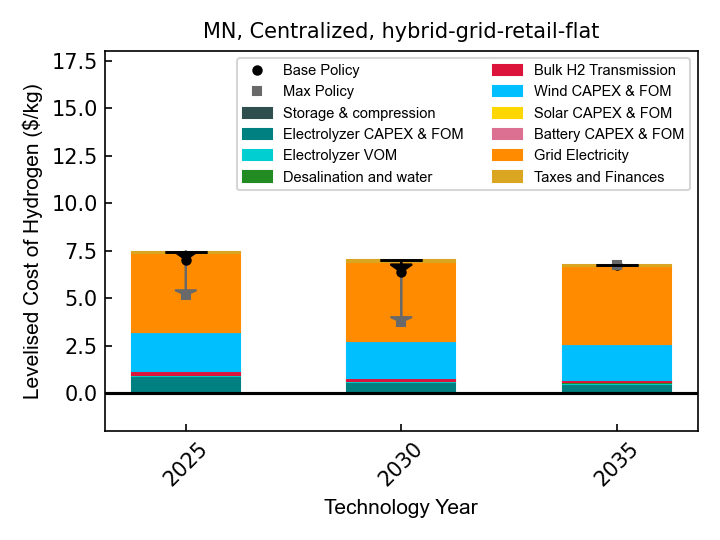 MN, Centralized, hybrid-grid-retail-flat
Levelised Cost of Hydrogen ($/kg)
17.5
15.0
12.5
10.0
7.5
5.0
2.5
0.0
Base Policy
Max Policy
Storage & compression
Electrolyzer CAPEX & FOM
Electrolyzer VOM
Desalination and water
Bulk H2 Transmission
Wind CAPEX & FOM
Solar CAPEX & FOM
Battery CAPEX & FOM
Grid Electricity
Taxes and Finances
2025
2030
2035
Technology Year